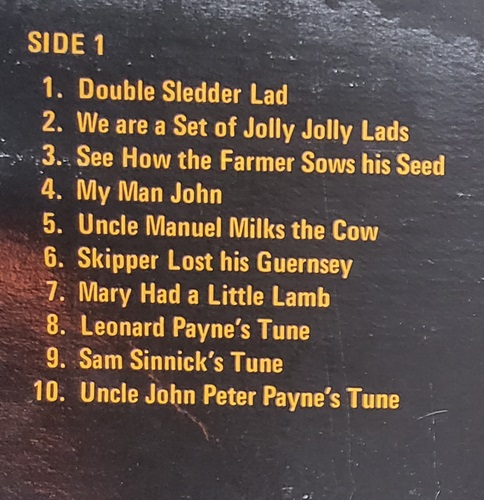 SIDE 1
1. Double Sledder Lad
2. We are a Set of Jolly Jolly Lads
3. See How the Farmer Sows his Seed
4. My Man John
5. Uncle Manuel Milks the Cow
6. Skipper Lost his Guernsey
7. Mary Had a Little Lamb
8. Leonard Payne's Tune
9. Sam Sinnick's Tune
10. Uncle John Peter Payne's Tune